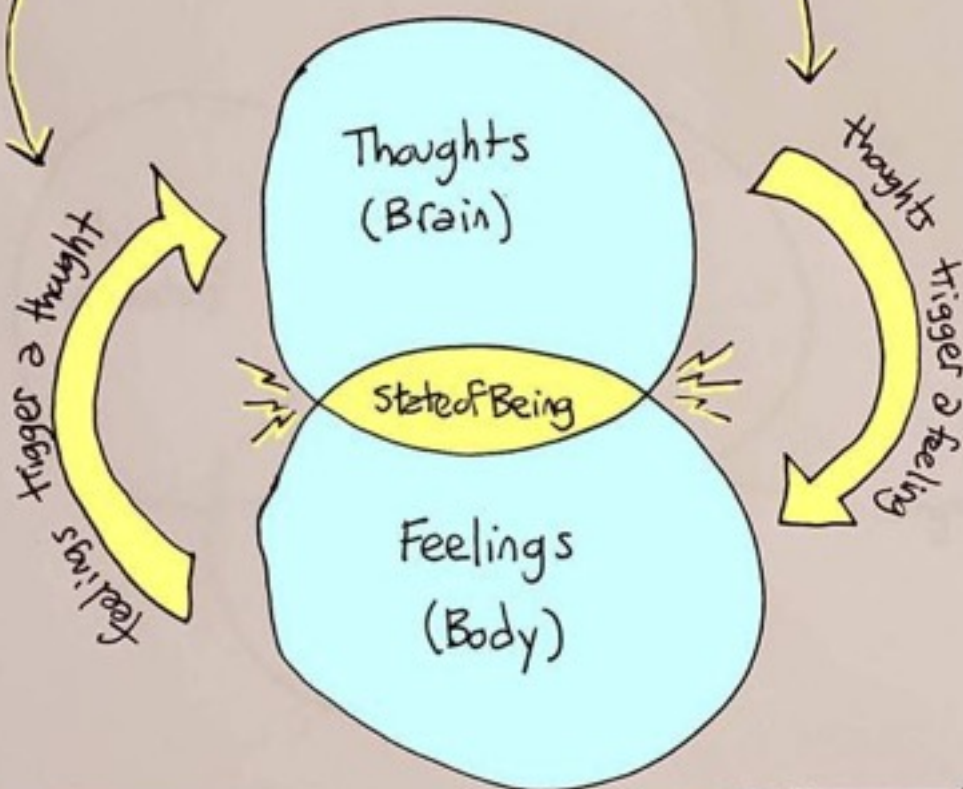 Thoughts
(Brain)
thoughts trigger a feeling
State of Being
Feelings
(Body)
feelings trigger a thought